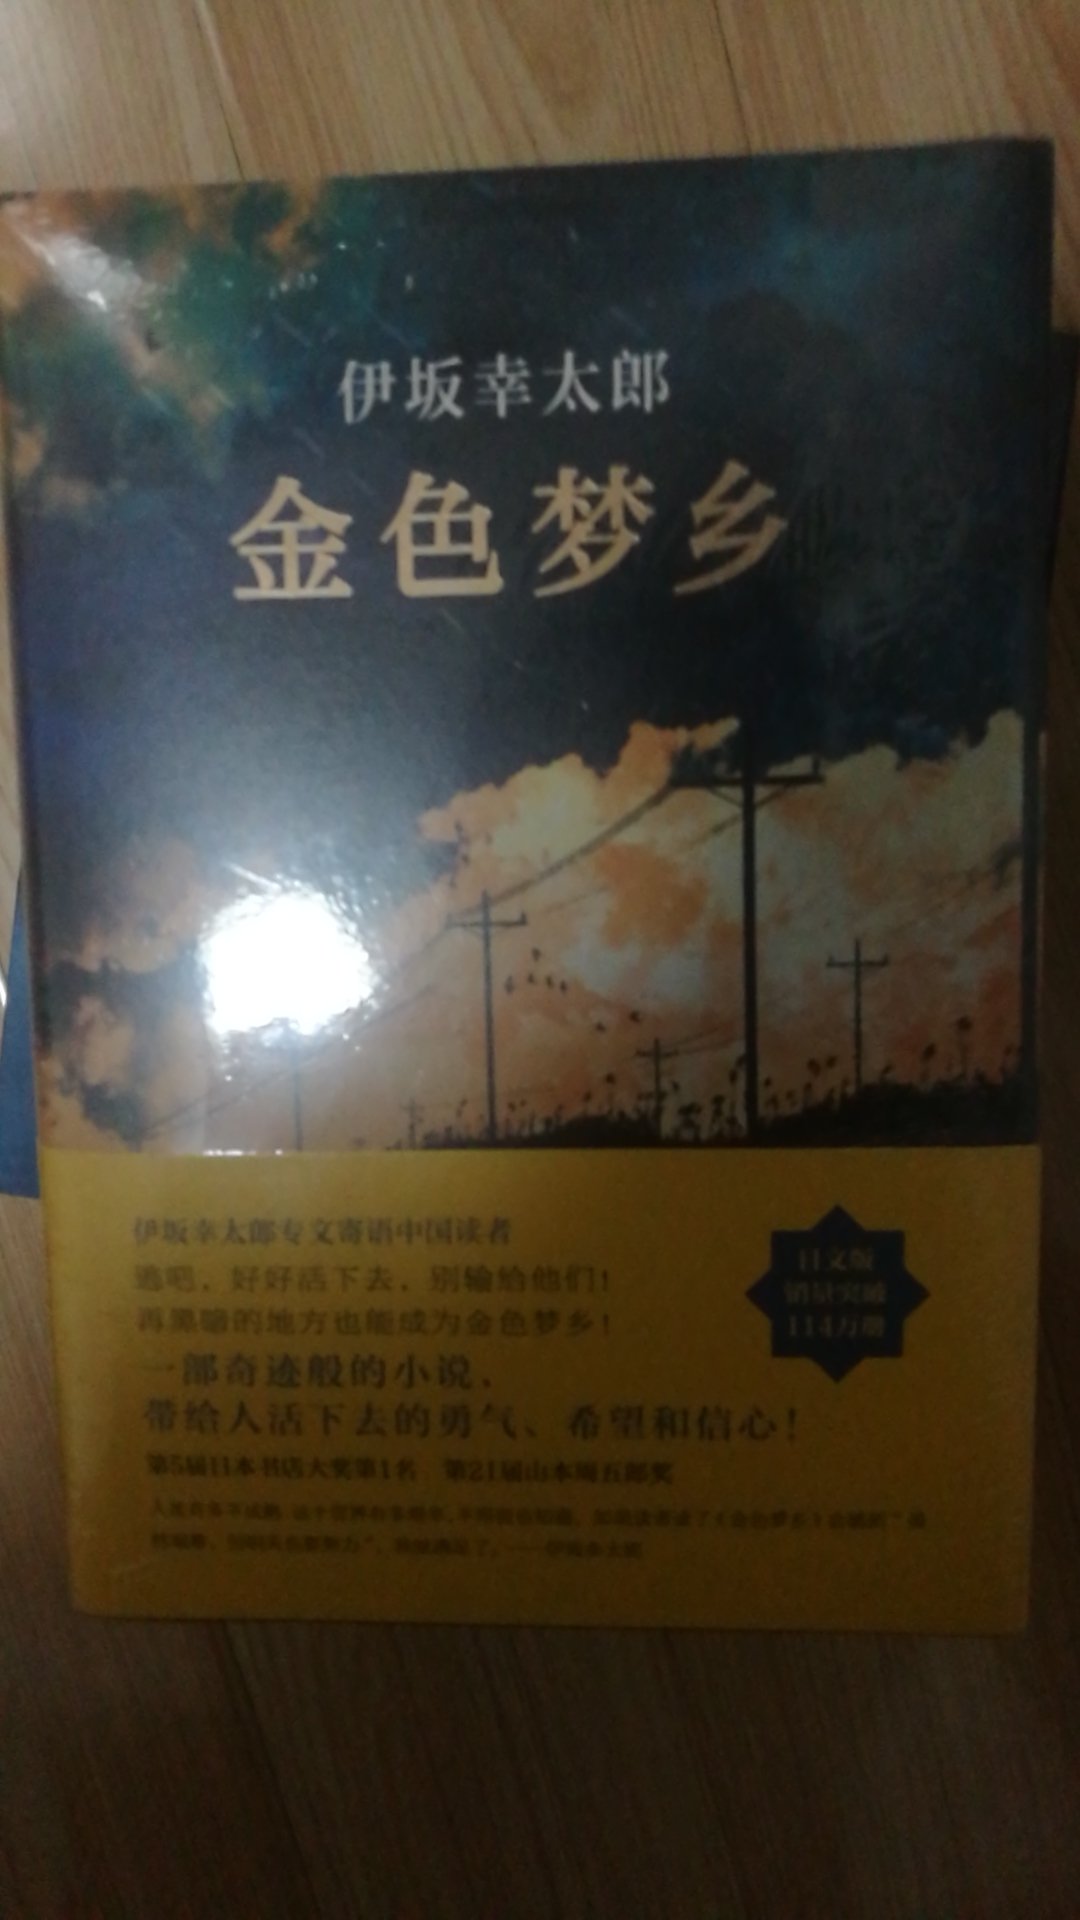 伊坂幸太郎
金色梦乡
伊坂幸太郎专文寄语中国读者
逃吧，好好活下去，别输给他们！
再黑暗的地方也能成为金色梦乡！
一部奇迹般的小说，
带给人活下去的勇气、希望和信心！
第5届日本书店大奖第1名 第21届山本周五郎奖
日文版
销量突破
114万册
——伊坂幸太郎